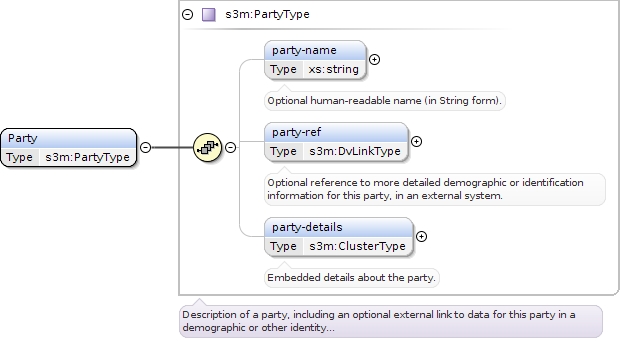 s3m:PartyType
party-name
Type xs:string
Optional human-readable name (in String form).
party-ref
Type s3m:DvLinkType
Party
Type s3m:PartyType
Optional reference to more detailed demographic or identification
information for this party, in an external system.
party-details
Type s3m:ClusterType
Embedded details about the party.
Description of a party, including an optional external link to data for this party in a
demographic or other identity...